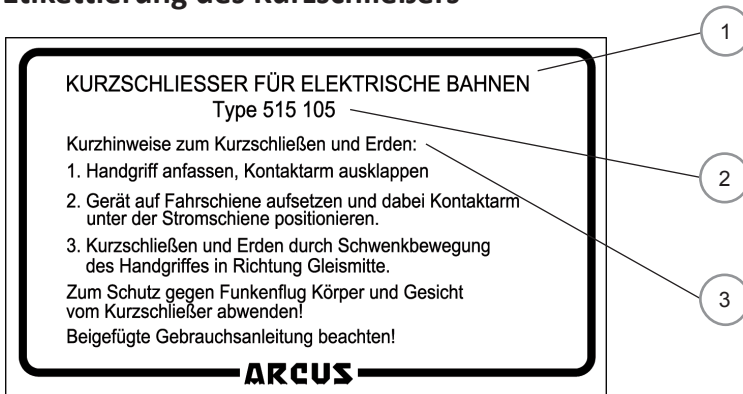 Etikettierung des Kurzschließers
1
KURZSCHLIESSER FÜR ELEKTRISCHE BAHNEN
Type 515 105
Kurzhinweise zum Kurzschließen und Erden:
1. Handgriff anfassen, Kontaktarm ausklappen
2
2. Gerät auf Fahrschiene aufsetzen und dabei Kontaktarm
unter der Stromschiene positionieren.
3. Kurzschließen und Erden durch Schwenkbewegung
des Handgriffes in Richtung Gleismitte.
3
Zum Schutz gegen Funkenflug Körper und Gesicht
vom Kurzschließer abwenden!
Beigefügte Gebrauchsanleitung beachten!
ARCUS